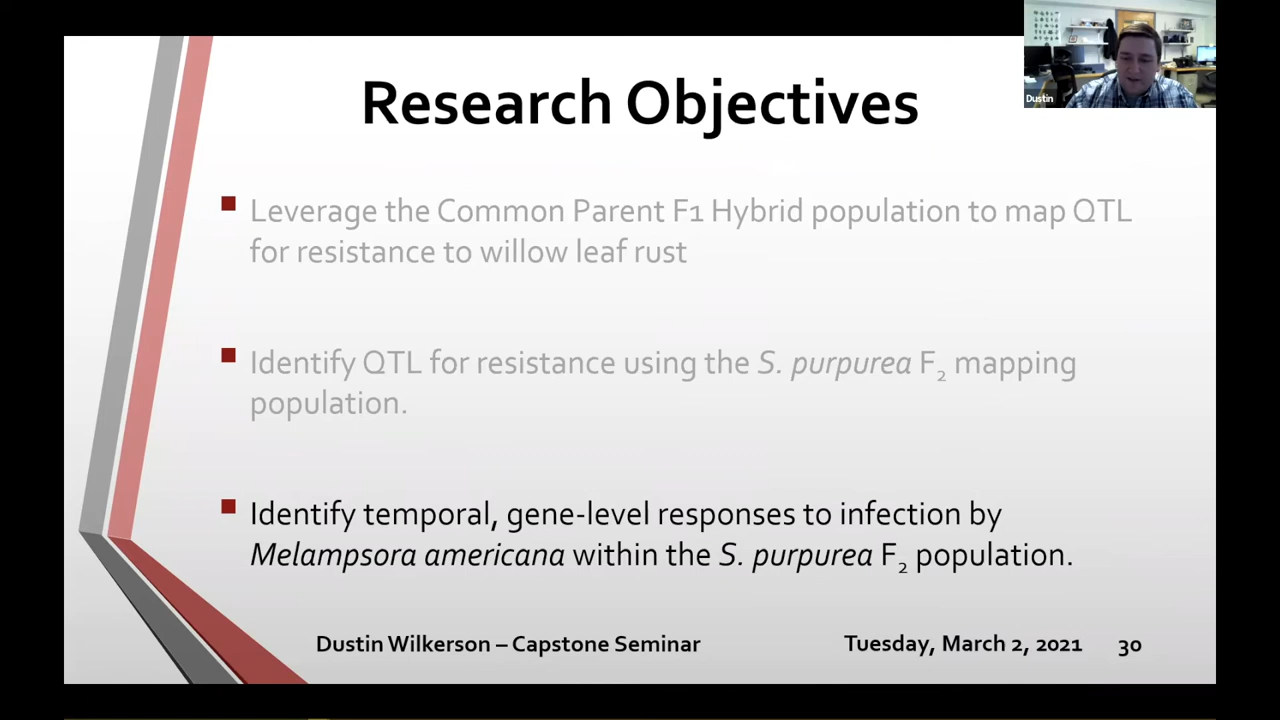 Research Objectives
Dustin
Leverage the Common Parent F1 Hybrid population to map QTL
for resistance to willow leaf rust
Identify QTL for resistance using the S. purpurea F₂ mapping
population.
Identify temporal, gene-level responses to infection by
Melampsora americana within the S. purpurea F₂ population.
Dustin Wilkerson – Capstone Seminar Tuesday, March 2, 2021 30